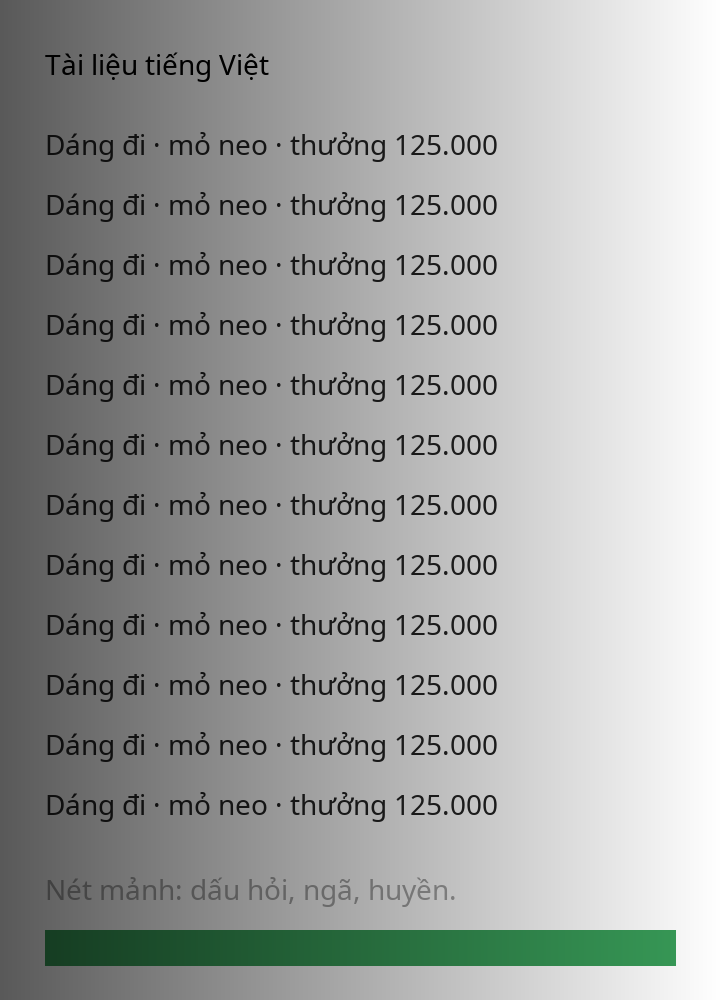 Tài liệu tiếng Việt
Dáng đi · mỏ neo · thưởng 125.000
Dáng đi · mỏ neo · thưởng 125.000
Dáng đi · mỏ neo · thưởng 125.000
Dáng đi · mỏ neo · thưởng 125.000
Dáng đi · mỏ neo · thưởng 125.000
Dáng đi · mỏ neo · thưởng 125.000
Dáng đi · mỏ neo · thưởng 125.000
Dáng đi · mỏ neo · thưởng 125.000
Dáng đi · mỏ neo · thưởng 125.000
Dáng đi · mỏ neo · thưởng 125.000
Dáng đi · mỏ neo · thưởng 125.000
Dáng đi · mỏ neo · thưởng 125.000
Nét mảnh: dấu hỏi, ngã, huyền.